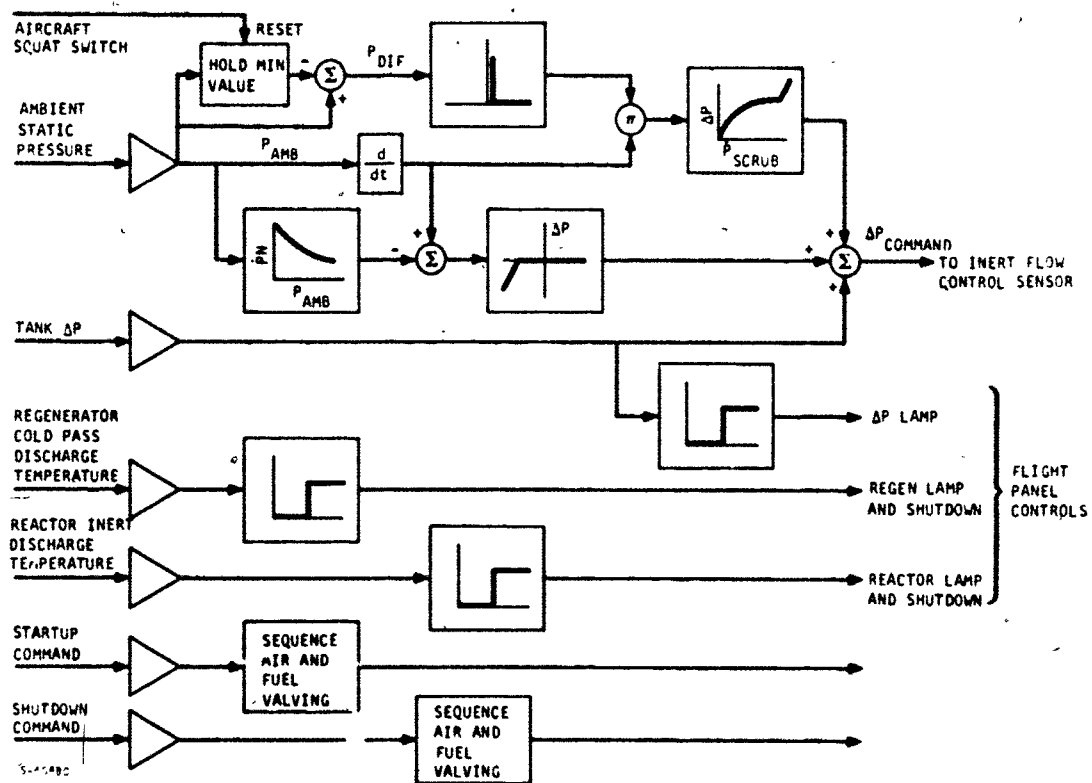 AIRCRAFT
SQUAT SWITCH
RESET
HOLD MIN
VALUE
-
Σ
+
P DIF
AMBIENT
STATIC
PRESSURE
P AMB
d
dt
π
ΔP
P SCRUB
PN
P AMB
+
-
Σ
ΔP
+
+
Σ
+
ΔP COMMAND
TO INERT FLOW
CONTROL SENSOR
TANK ΔP
ΔP LAMP
REGENERATOR
COLD PASS
DISCHARGE
TEMPERATURE
REGEN LAMP
AND SHUTDOWN
FLIGHT
PANEL
CONTROLS
REACTOR INERT
DISCHARGE
TEMPERATURE
REACTOR LAMP
AND SHUTDOWN
STARTUP
COMMAND
SEQUENCE
AIR AND
FUEL
VALVING
SHUTDOWN
COMMAND
SEQUENCE
AIR AND
FUEL
VALVING